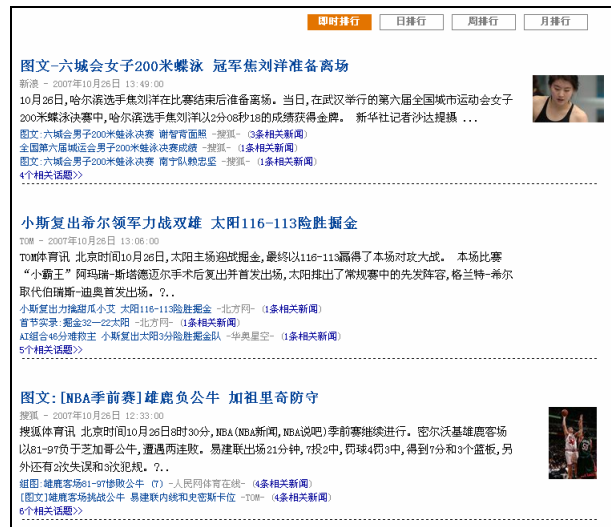 即时排行 日排行 周排行 月排行
图文-六城会女子200米蝶泳 冠军焦刘洋准备离场
新浪 - 2007年10月26日 13:49:00
10月26日,哈尔滨选手焦刘洋在比赛结束后准备离场。当日,在武汉举行的第六届全国城市运动会女子
200米蝶泳决赛中,哈尔滨选手焦刘洋以2分08秒18的成绩获得金牌。 新华社记者沙达提摄 ...
图文:六城会男子200米蛙泳决赛 谢智背面照 -搜狐- (3条相关新闻)
全国第六届城运会男子200米蛙泳决赛成绩 -搜狐- (1条相关新闻)
图文:六城会男子200米蛙泳决赛 南宁队赖忠坚 -搜狐- (1条相关新闻)
4个相关话题>>
小斯复出希尔领军力战双雄 太阳116-113险胜掘金
TOM - 2007年10月26日 13:06:00
TOM体育讯 北京时间10月26日,太阳主场迎战掘金,最终以116-113赢得了本场对攻大战。 本场比赛
“小霸王”阿玛瑞-斯塔德迈尔手术后复出并首发出场,太阳排出了常规赛中的先发阵容,格兰特-希尔
取代伯瑞斯-迪奥首发出场。?..
小斯复出力擒甜瓜小艾 太阳116-113险胜掘金 -北方网- (1条相关新闻)
首节实录:掘金32—22太阳 -北方网- (1条相关新闻)
AI组合46分难救主 小斯复出太阳3分险胜掘金队 -华奥星空- (1条相关新闻)
5个相关话题>>
图文:[NBA季前赛]雄鹿负公牛 加祖里奇防守
搜狐 - 2007年10月26日 12:33:00
搜狐体育讯 北京时间10月26日8时30分,NBA(NBA新闻,NBA说吧)季前赛继续进行。密尔沃基雄鹿客场
以81-97负于芝加哥公牛,遭遇两连败。易建联出场21分钟,7投2中,罚球4罚3中,得到7分和3个篮板,另
外还有2次失误和3次犯规。?..
组图:雄鹿客场81-97惨败公牛 (7) -人民网体育在线- (4条相关新闻)
[图文]雄鹿客场挑战公牛 易建联内线和史密斯卡位 -TOM- (4条相关新闻)
6个相关话题>>